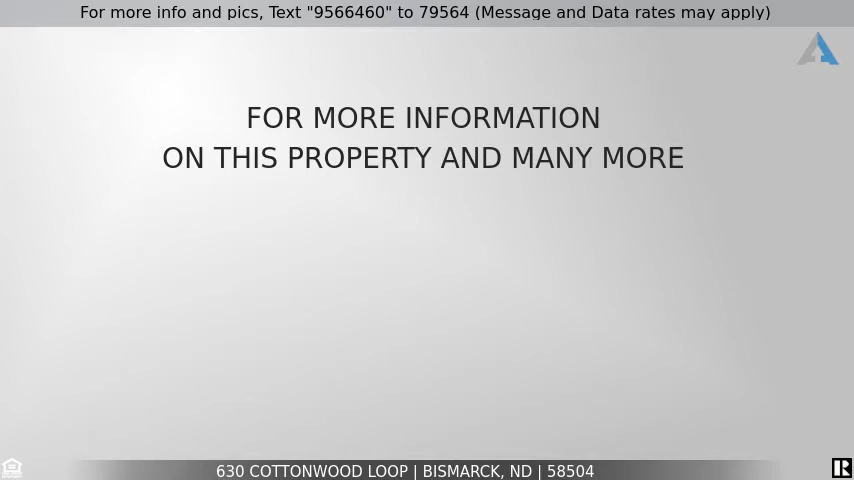 For more info and pics, Text "9566460" to 79564 (Message and Data rates may apply)
FOR MORE INFORMATION
ON THIS PROPERTY AND MANY MORE
630 COTTONWOOD LOOP | BISMARCK, ND | 58504